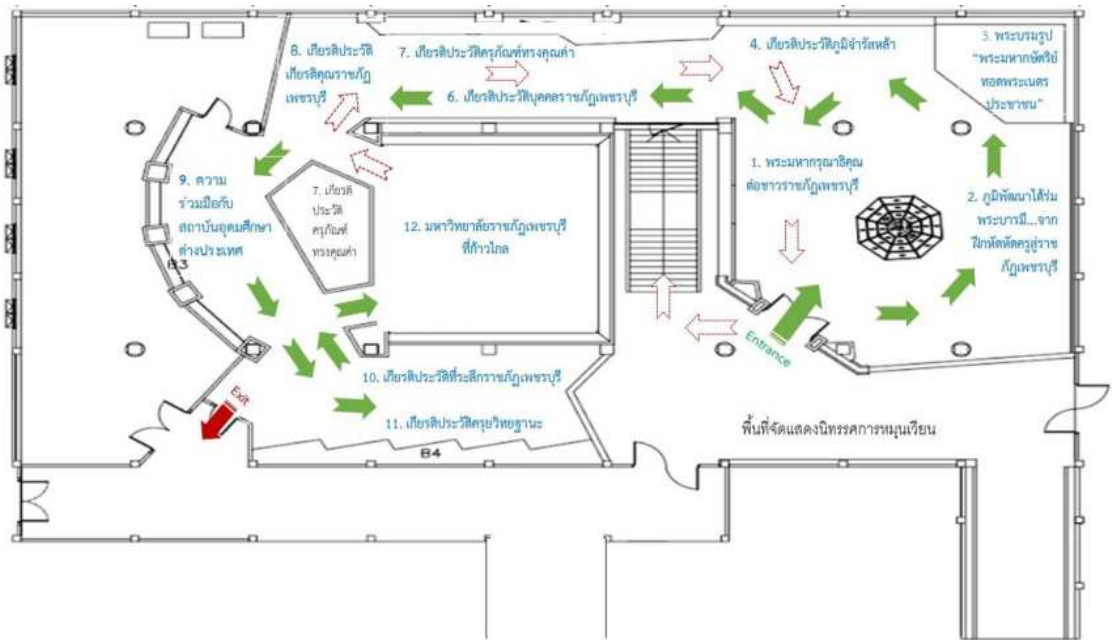 8. เกียรติประวัติ
เกียรติคุณราชภัฏ
เพชรบุรี
7. เกียรติประวัติครุภัณฑ์ทรงคุณค่า
6. เกียรติประวัติบุคคลราชภัฏเพชรบุรี
4. เกียรติประวัติภูมิจำรัสหล้า
3. พระบรมรูป
"พระมหากษัตริย์
ทอดพระเนตร
ประชาชน"
1. พระมหากรุณาธิคุณ
ต่อชาวราชภัฏเพชรบุรี
2. ภูมิพัฒนาใต้ร่ม
พระบารมี...จาก
ฝึกหัดหัดครูสู่ราช
ภัฏเพชรบุรี
9. ความ
ร่วมมือกับ
สถาบันอุดมศึกษา
ต่างประเทศ
B3
7. เกียรติ
ประวัติ
ครุภัณฑ์
ทรงคุณค่า
12. มหาวิทยาลัยราชภัฏเพชรบุรี
ที่ก้าวไกล
Entrance
10. เกียรติประวัติที่ระลึกราชภัฏเพชรบุรี
11. เกียรติประวัติครุยวิทยฐานะ
Exit
B4
พื้นที่จัดแสดงนิทรรศการหมุนเวียน